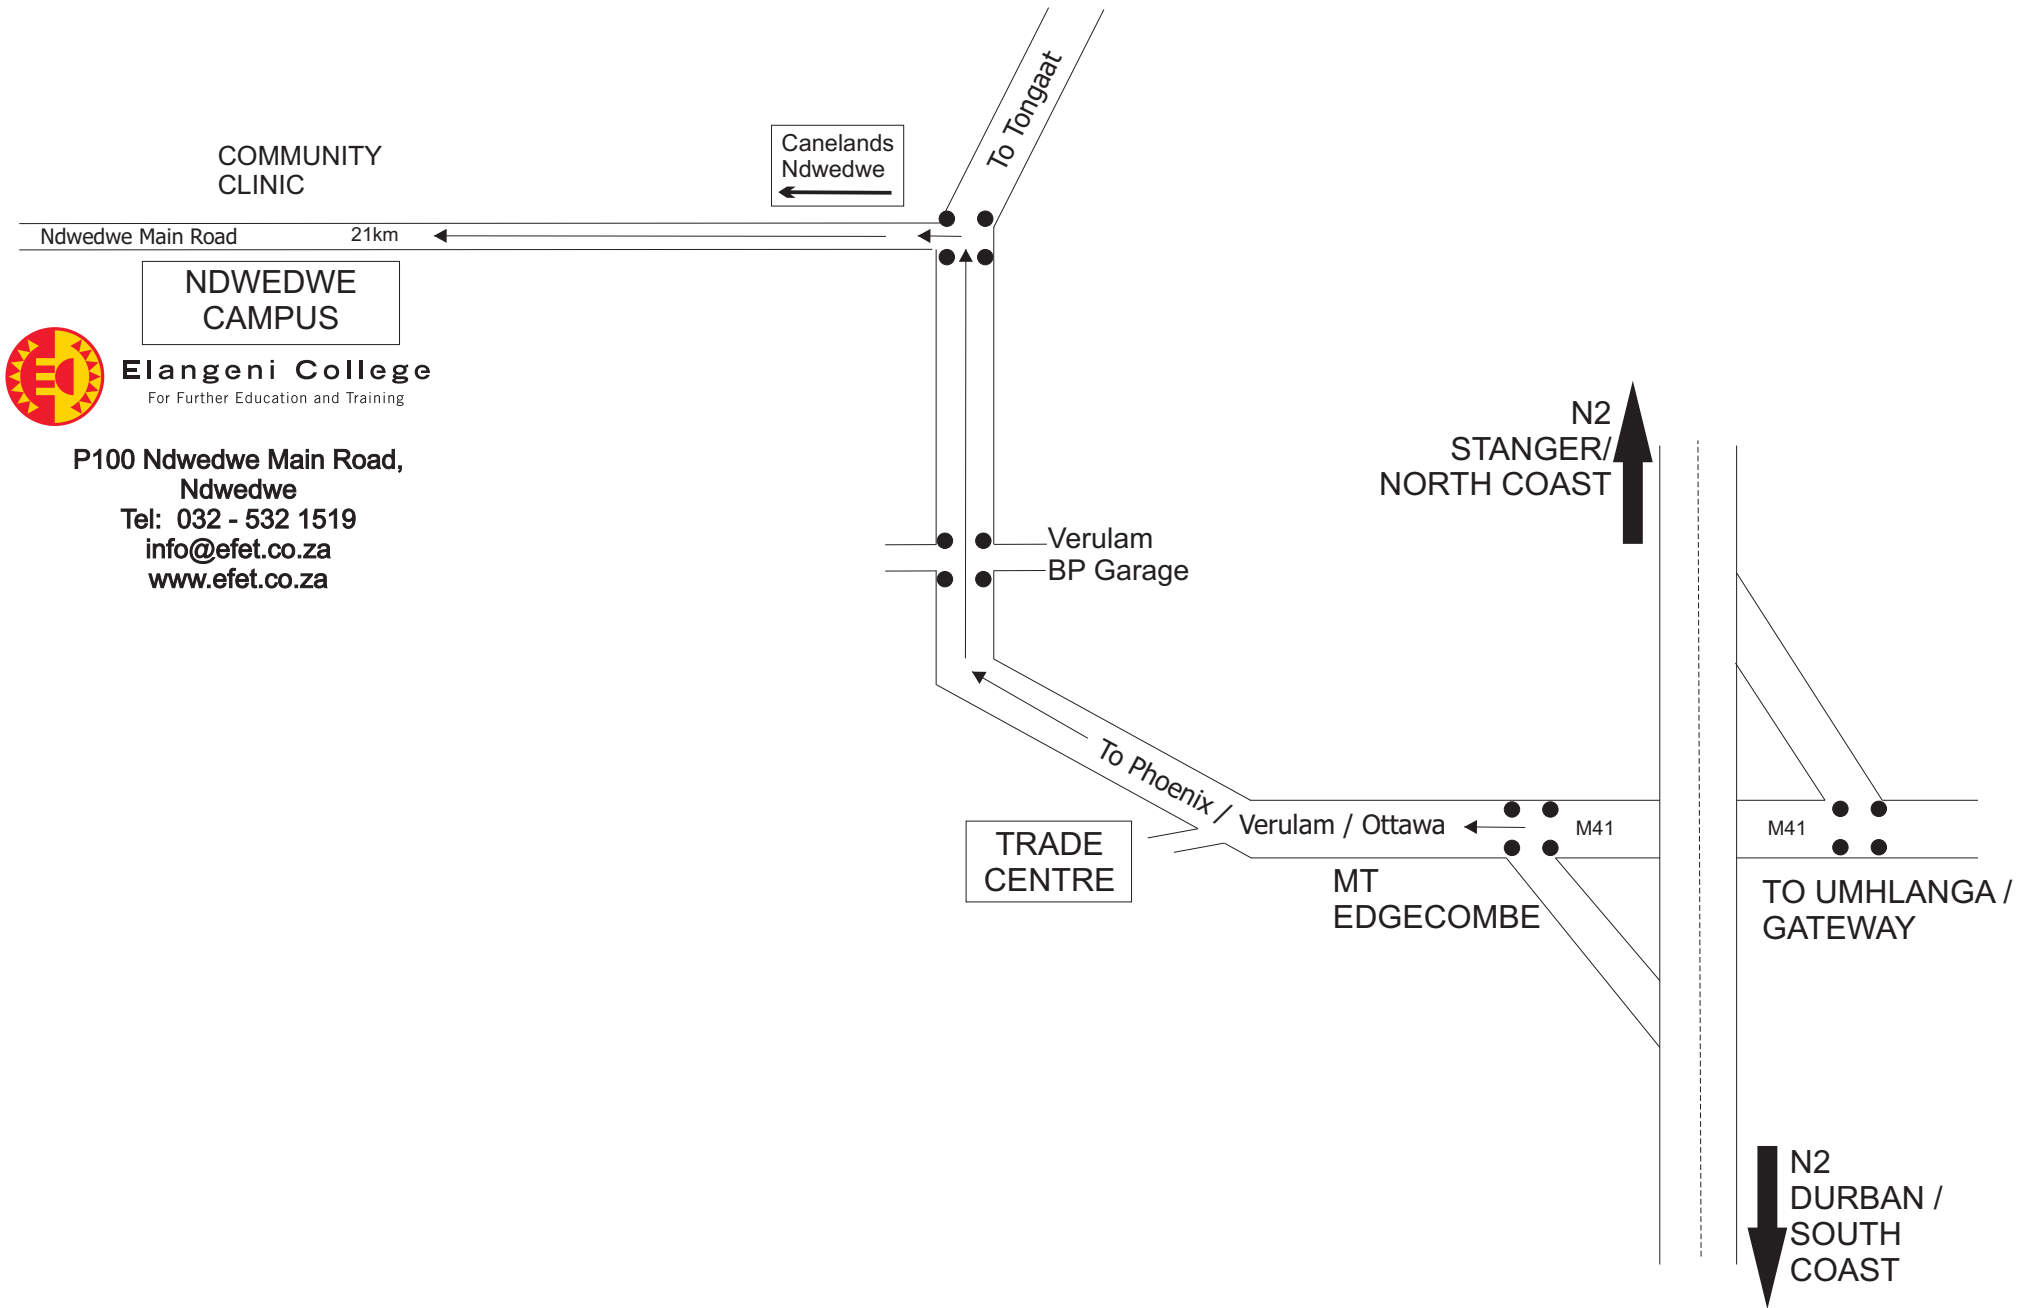 To Tongaat
Canelands
Ndwedwe
COMMUNITY
CLINIC
Ndwedwe Main Road
21km
NDWEDWE
CAMPUS
Elangeni College
For Further Education and Training
P100 Ndwedwe Main Road,
Ndwedwe
Tel: 032 - 532 1519
info@efet.co.za
www.efet.co.za
N2
STANGER/
NORTH COAST
Verulam
BP Garage
To Phoenix / Verulam / Ottawa
M41
M41
TRADE
CENTRE
MT
EDGECOMBE
TO UMHLANGA /
GATEWAY
N2
DURBAN /
SOUTH
COAST